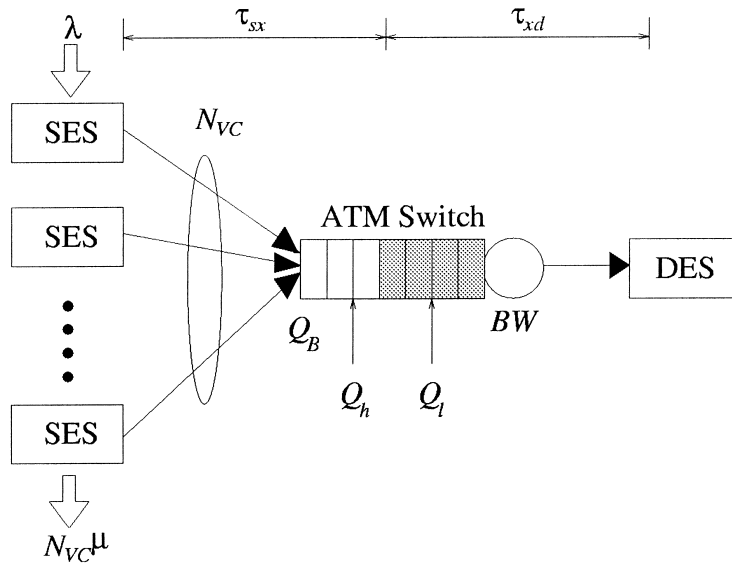 τsx
τxd
λ
SES
NVC
SES
ATM Switch
DES
QB
BW
Qh
Ql
SES
NVCμ